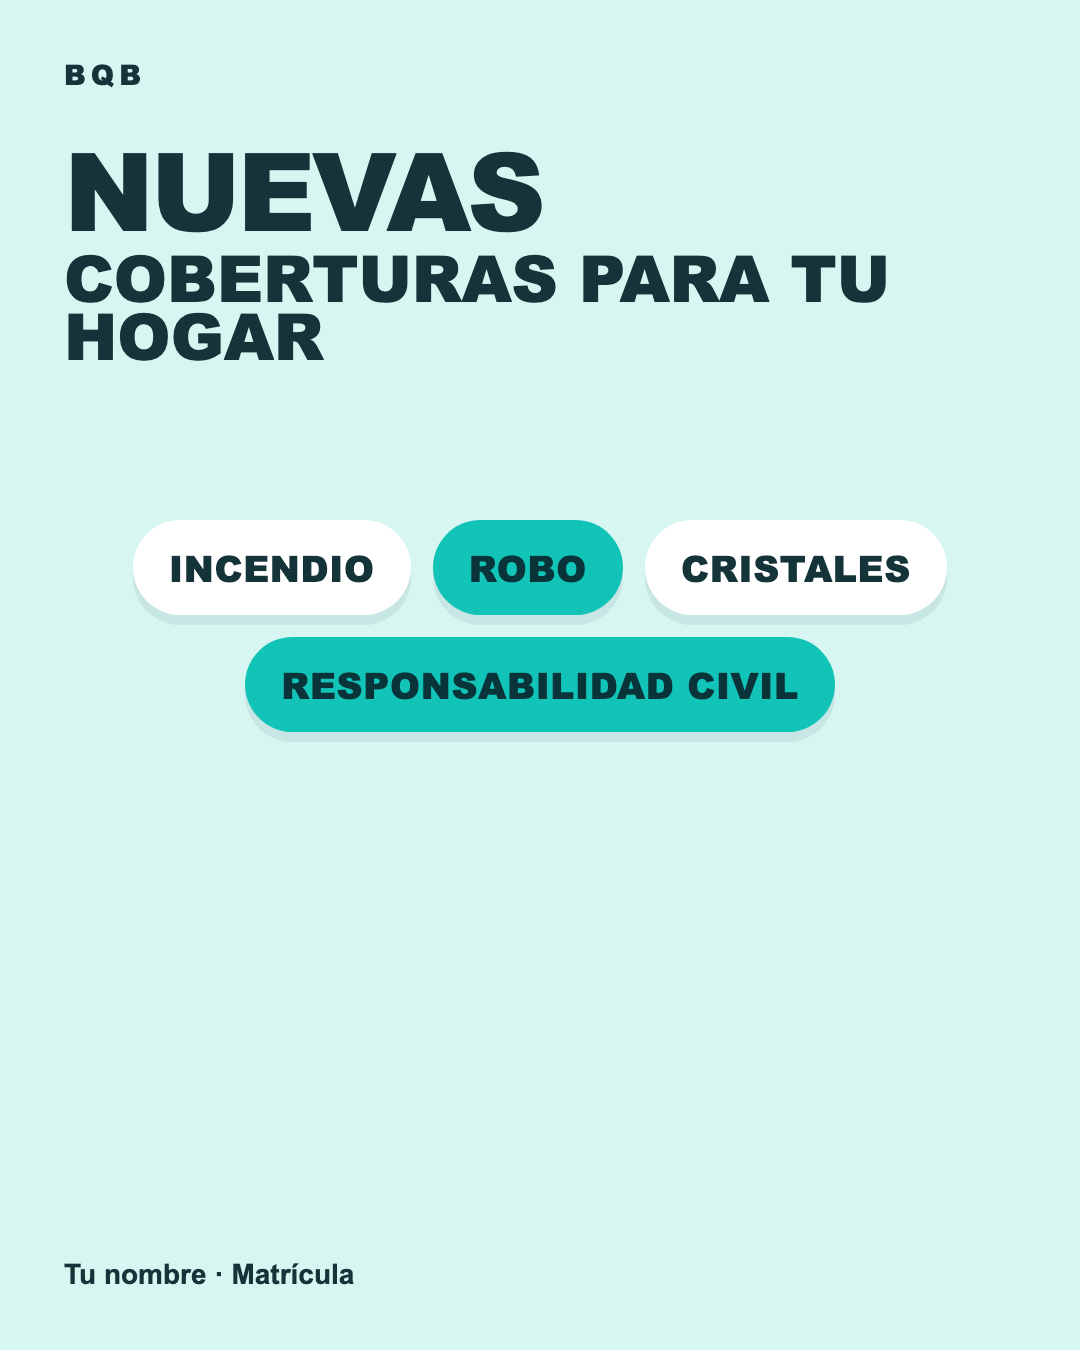 BQB
NUEVAS
COBERTURAS PARA TU
HOGAR
INCENDIO
ROBO
CRISTALES
RESPONSABILIDAD CIVIL
Tu nombre · Matrícula